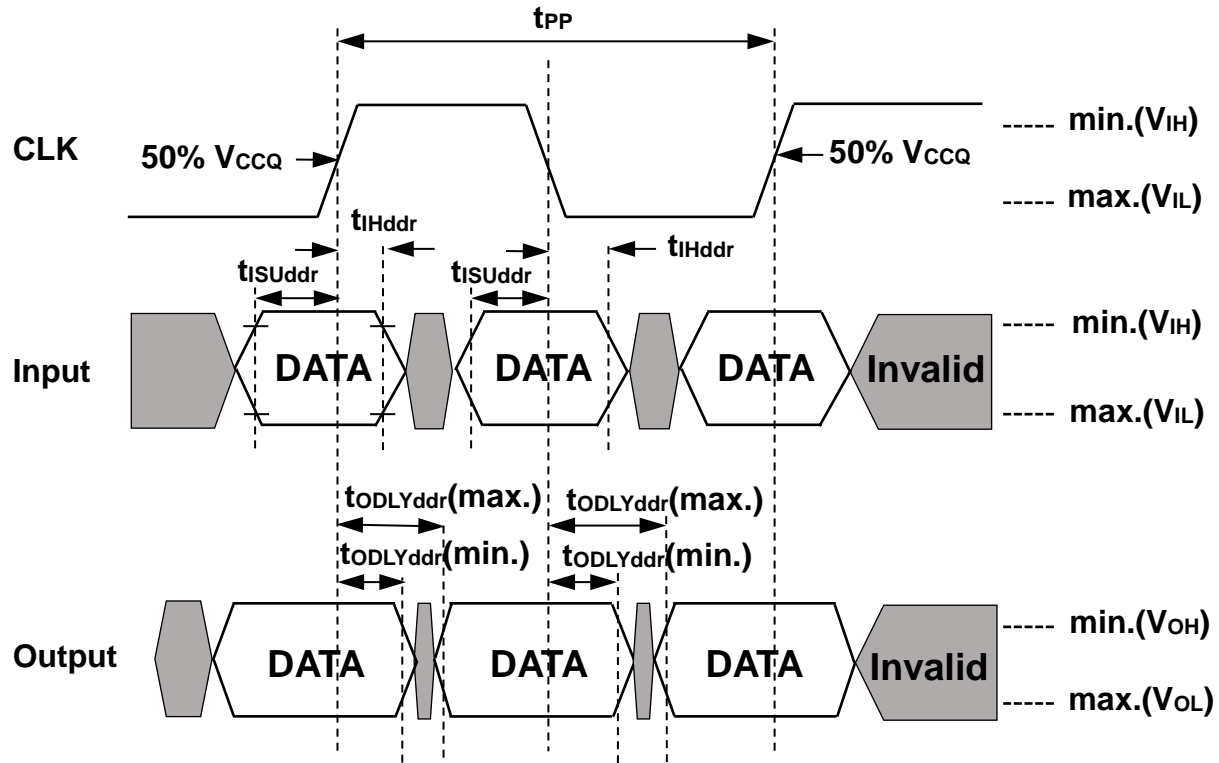 tPP
CLK
50% VCCQ
50% VCCQ
min.(VIH)
max.(VIL)
tIHddr
tIHddr
tISUddr
tISUddr
Input
DATA
DATA
DATA
Invalid
min.(VIH)
max.(VIL)
tODLYddr(max.)
tODLYddr(max.)
tODLYddr(min.)
tODLYddr(min.)
Output
DATA
DATA
DATA
Invalid
min.(VOH)
max.(VOL)